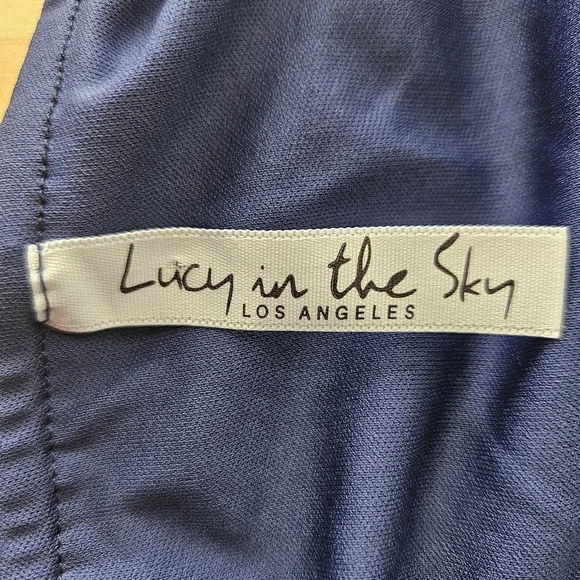 Lucy in the Sky
LOS ANGELES